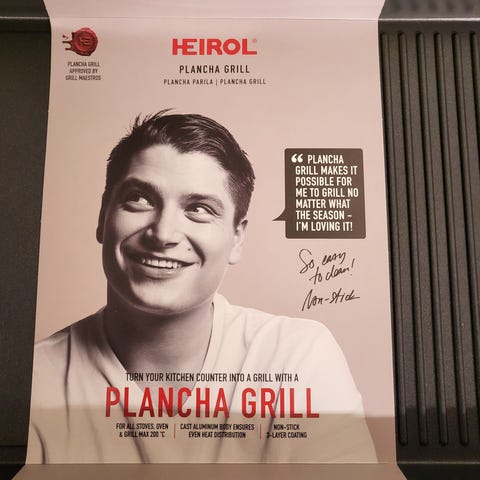 HEIROL®
PLANCHA GRILL
PLANCHA PARILA | PLANCHA GRILL
PLANCHA GRILL
APPROVED BY
GRILL MAESTROS
“ PLANCHA
GRILL MAKES IT
POSSIBLE FOR
ME TO GRILL NO
MATTER WHAT
THE SEASON -
I'M LOVING IT!
So easy
to clean!
Non-stick
TURN YOUR KITCHEN COUNTER INTO A GRILL WITH A
PLANCHA GRILL
FOR ALL STOVES, OVEN
& GRILL MAX 200 °C
CAST ALUMINUM BODY ENSURES
EVEN HEAT DISTRIBUTION
NON-STICK
3-LAYER COATING